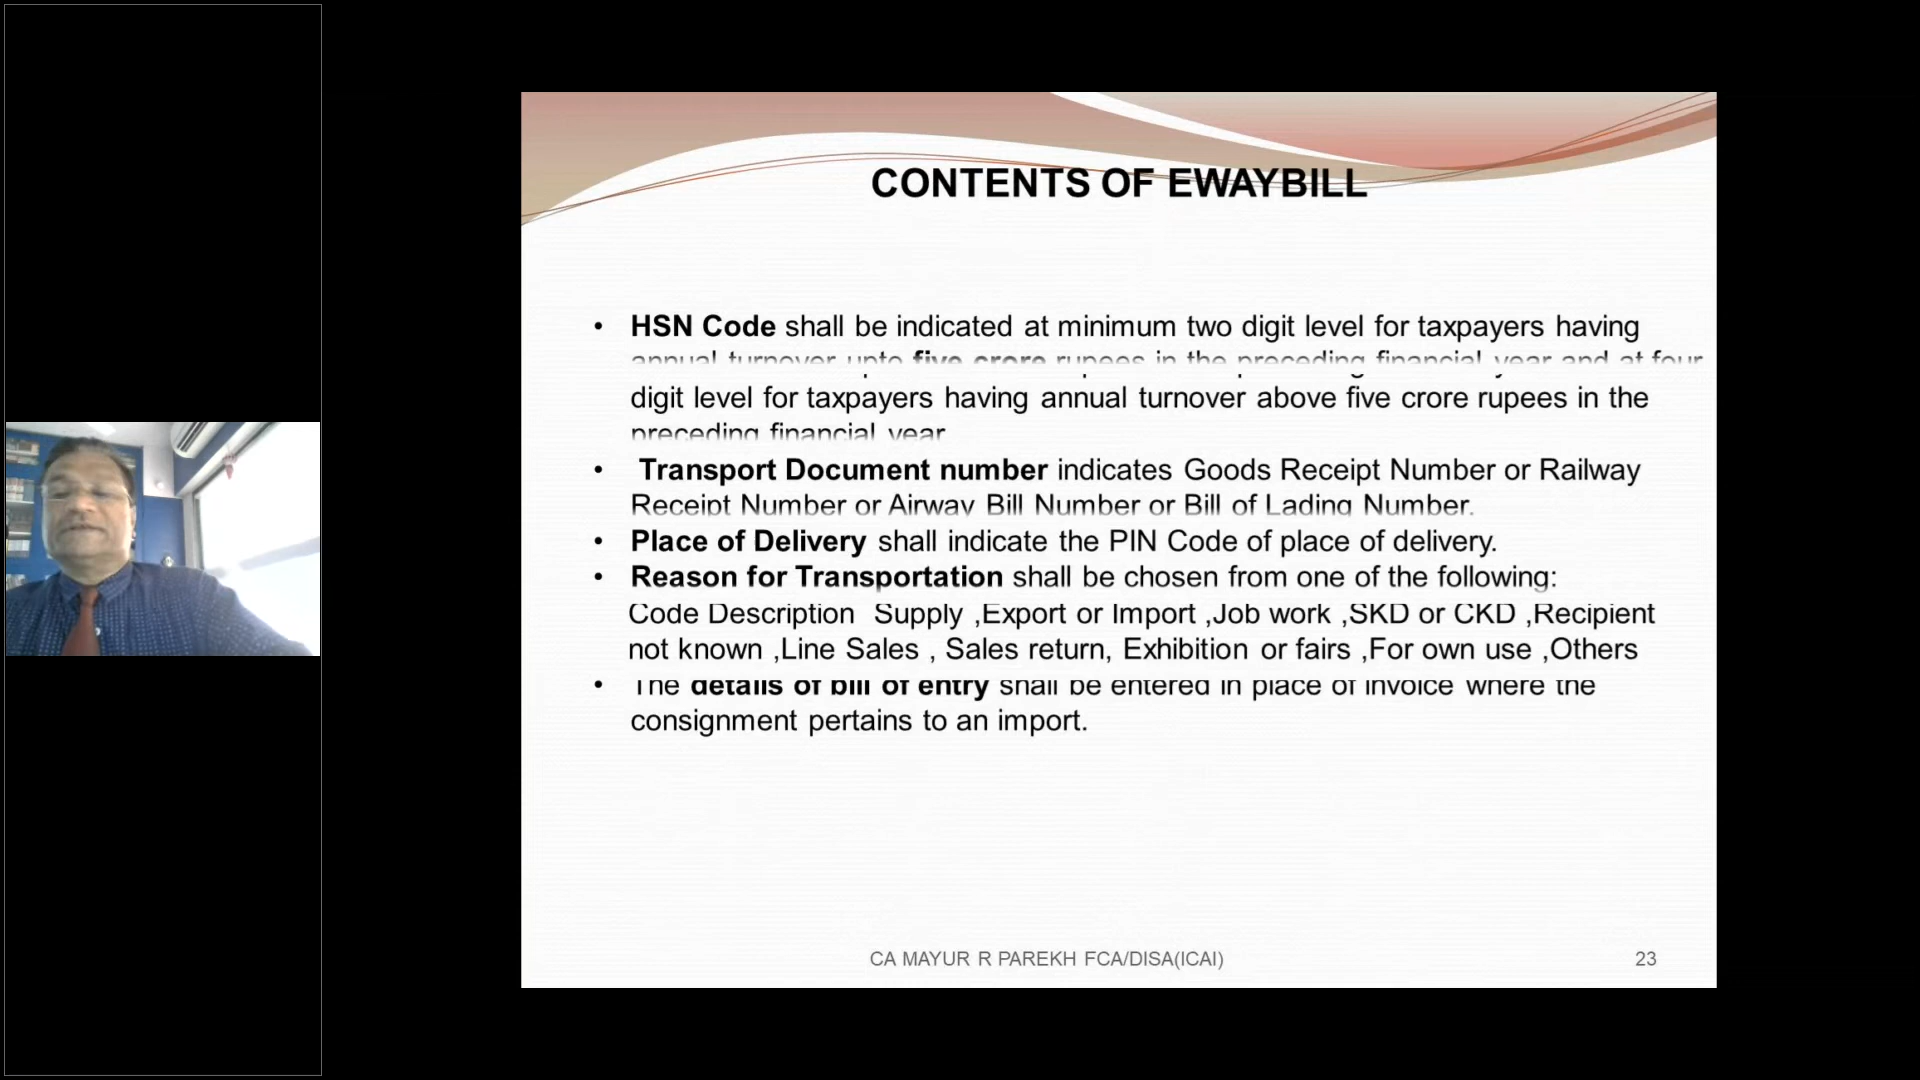 CONTENTS OF EWAYBILL
• HSN Code shall be indicated at minimum two digit level for taxpayers having
annual turnover upto five crore rupees in the preceding financial year and at four
digit level for taxpayers having annual turnover above five crore rupees in the
preceding financial year
• Transport Document number indicates Goods Receipt Number or Railway
Receipt Number or Airway Bill Number or Bill of Lading Number.
• Place of Delivery shall indicate the PIN Code of place of delivery.
• Reason for Transportation shall be chosen from one of the following:
Code Description Supply ,Export or Import ,Job work ,SKD or CKD ,Recipient
not known ,Line Sales , Sales return, Exhibition or fairs ,For own use ,Others
• The details of bill of entry shall be entered in place of invoice where the
consignment pertains to an import.
CA MAYUR R PAREKH FCA/DISA(ICAI)
23